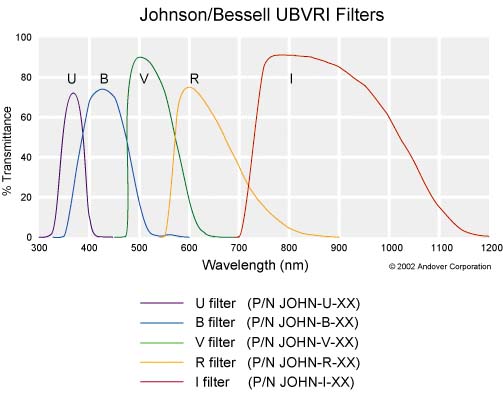 Johnson/Bessell UBVRI Filters
% Transmittance
100
80
60
40
20
0
U B V R I
300 400 500 600 700 800 900 1000 1100 1200
Wavelength (nm)
© 2002 Andover Corporation
U filter (P/N JOHN-U-XX)
B filter (P/N JOHN-B-XX)
V filter (P/N JOHN-V-XX)
R filter (P/N JOHN-R-XX)
I filter (P/N JOHN-I-XX)